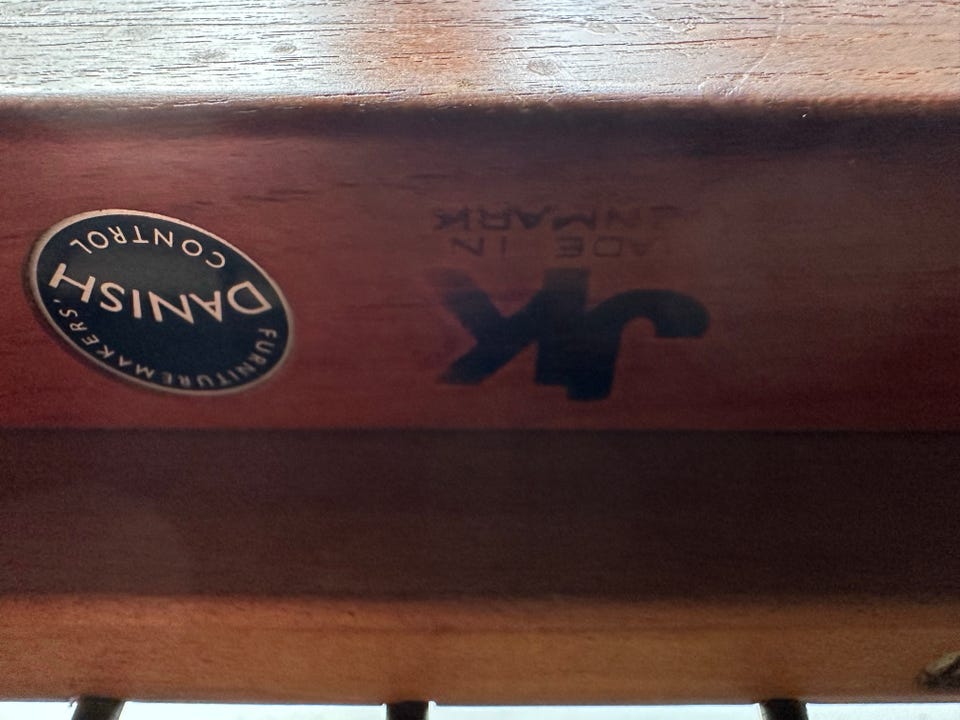 JK
ADE IN
ENMARK
FURNITUREMAKERS'
DANISH
CONTROL